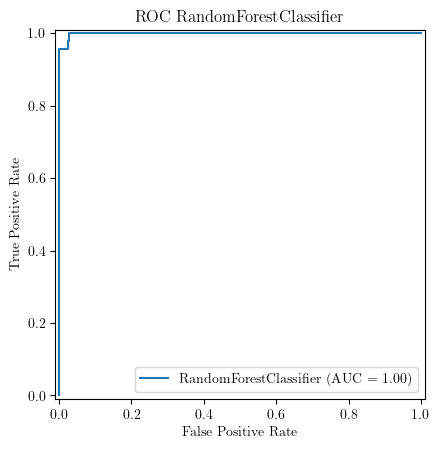 ROC RandomForestClassifier
1.0
0.8
0.6
0.4
0.2
0.0
True Positive Rate
RandomForestClassifier (AUC = 1.00)
0.0 0.2 0.4 0.6 0.8 1.0
False Positive Rate